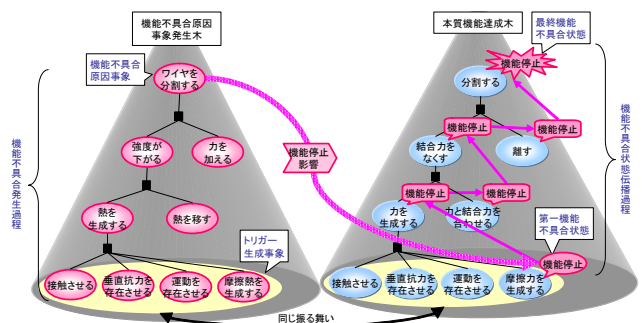 機能不具合原因
事象発生木
本質機能達成木
最終機能
不具合状態
機能不具合
原因事象
ワイヤを
分割する
機能停止
分割する
機能不具合発生過程
強度が
下がる
力を
加える
機能停止
影響
機能停止
機能停止
結合力を
なくす
離す
機能不具合状態伝播過程
熱を
生成する
熱を移す
機能停止
機能停止
力を
生成する
力と結合力を
合わせる
トリガー
生成事象
第一機能
不具合状態
機能停止
接触させる
垂直抗力を
存在させる
運動を
存在させる
摩擦熱を
生成する
接触させる
垂直抗力を
存在させる
運動を
存在させる
摩擦力を
生成する
同じ振る舞い